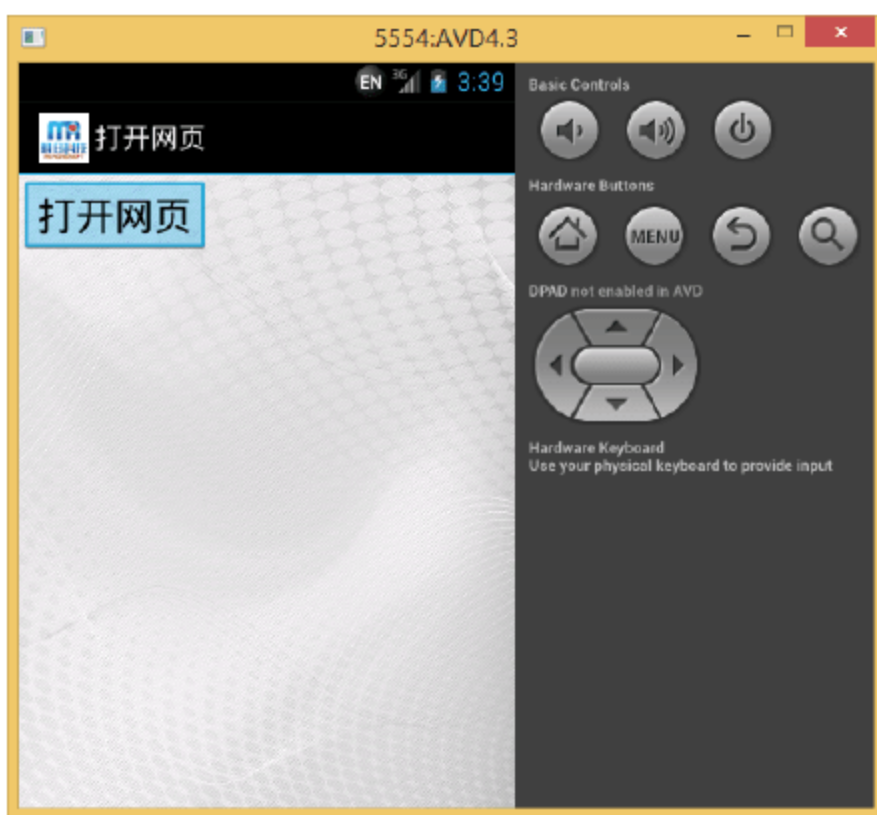 5554:AVD4.3
EN 3G 3:39
打开网页
打开网页
Basic Controls
Hardware Buttons
MENU
DPAD not enabled in AVD
Hardware Keyboard
Use your physical keyboard to provide input